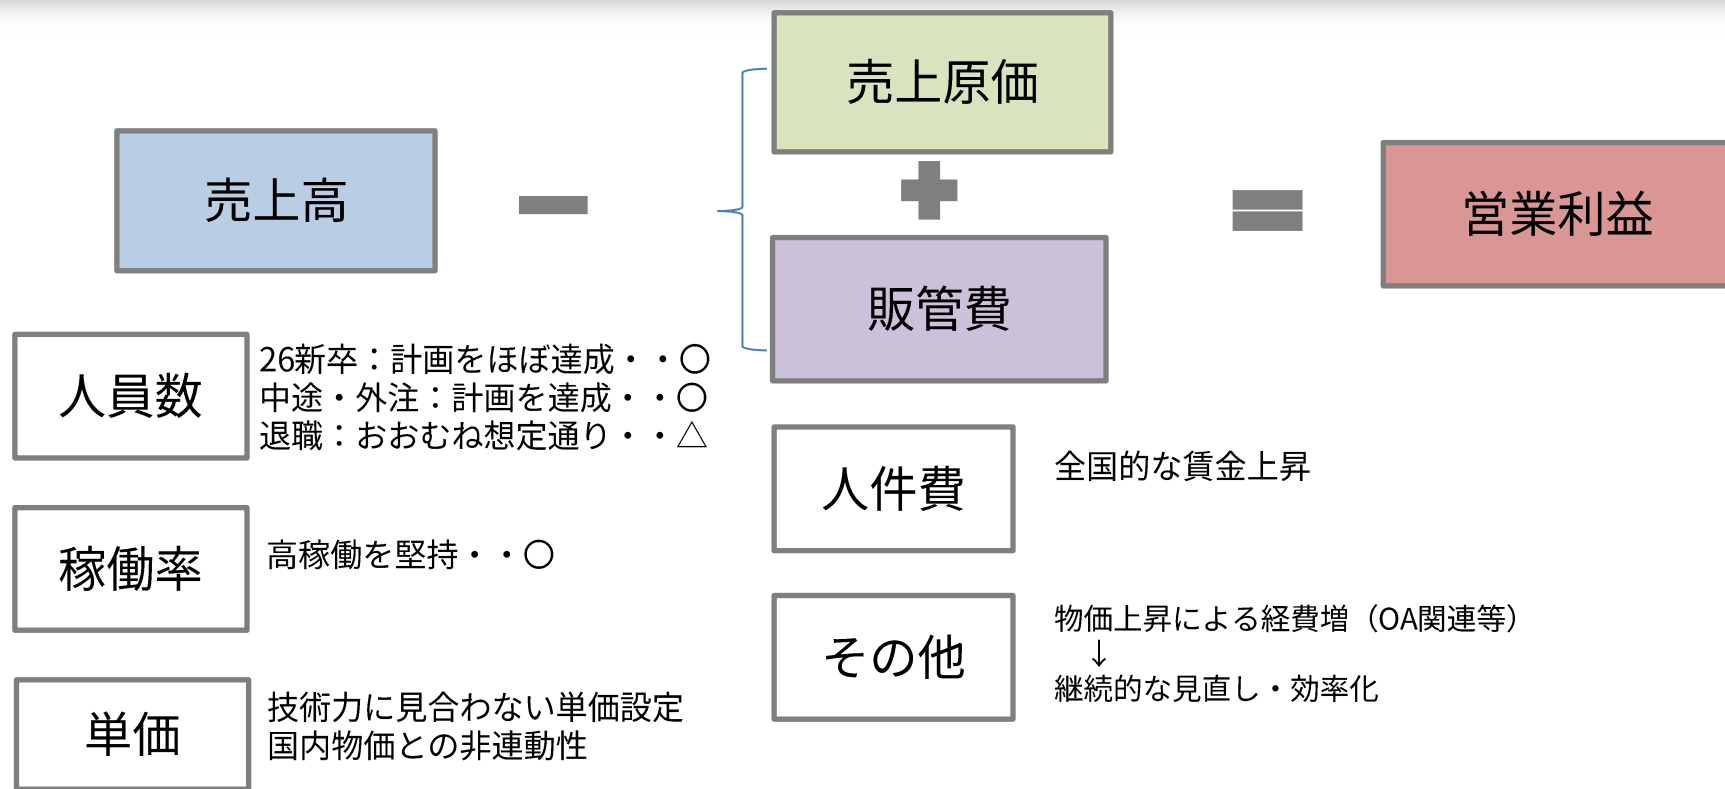 売上高
売上原価
販管費
営業利益
人員数
26新卒：計画をほぼ達成・・〇
中途・外注：計画を達成・・〇
退職：おおむね想定通り・・△
稼働率
高稼働を堅持・・〇
単価
技術力に見合わない単価設定
国内物価との非連動性
人件費
全国的な賃金上昇
その他
物価上昇による経費増（OA関連等）
↓
継続的な見直し・効率化